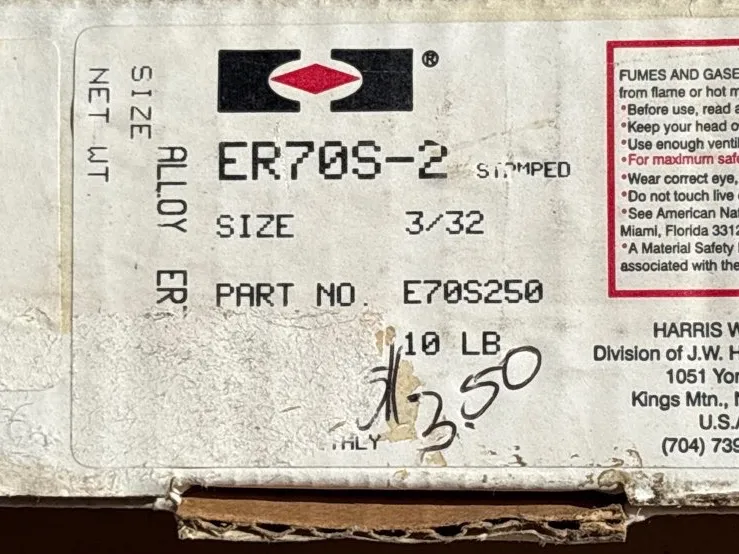 ®
ER70S-2 STAMPED
SIZE 3/32
PART NO. E70S250
10 LB
3.50
SIZE
NET WT
ALLOY ER
FUMES AND GASE
from flame or hot m
*Before use, read a
*Keep your head o
*Use enough ventil
*For maximum safe
*Wear correct eye,
*Do not touch live
*See American Nat
Miami, Florida 3312
*A Material Safety
associated with the
HARRIS W
Division of J.W. H
1051 Yor
Kings Mtn., N
U.S.A
(704) 739